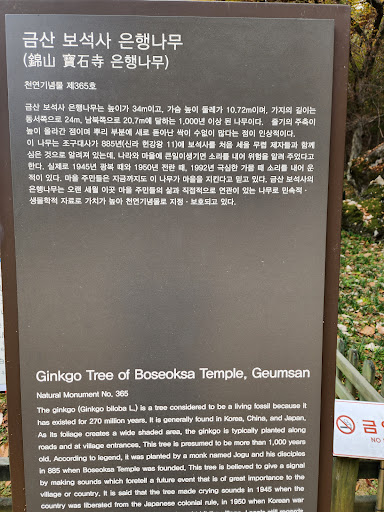 금산 보석사 은행나무
(錦山 寶石寺 은행나무)
천연기념물 제365호
금산 보석사 은행나무는 높이가 34m이고, 가슴 높이 둘레가 10.72m이며, 가지의 길이는
동서쪽으로 24m, 남북쪽으로 20.7m에 달하는 1,000년 이상 된 나무이다. 줄기의 주축이
높이 올라간 점이며 뿌리 부분에 새로 돋아난 싹이 수없이 많다는 점이 인상적이다.
이 나무는 조구대사가 885년(신라 헌강왕 11)에 보석사를 처음 세울 무렵 제자들과 함께
심은 것으로 알려져 있는데, 나라와 마을에 큰일이생기면 소리를 내어 위험을 알려 주었다고
한다. 실제로 1945년 광복 때와 1950년 전란 때, 1992년 극심한 가뭄 때 소리를 내어 운
적이 있다. 마을 주민들은 지금까지도 이 나무가 마을을 지킨다고 믿고 있다. 금산 보석사의
은행나무는 오랜 세월 이곳 마을 주민들의 삶과 직접적으로 연관이 있는 나무로 민속적·
생물학적 자료로 가치가 높아 천연기념물로 지정·보호되고 있다.
Ginkgo Tree of Boseoksa Temple, Geumsan
Natural Monument No. 365
The ginkgo (Ginkgo biloba L.) is a tree considered to be a living fossil because it
has existed for 270 million years. It is generally found in Korea, China, and Japan.
As its foliage creates a wide shaded area, the ginkgo is typically planted along
roads and at village entrances. This tree is presumed to be more than 1,000 years
old. According to legend, it was planted by a monk named Jogu and his disciples
in 885 when Boseoksa Temple was founded. This tree is believed to give a signal
by making sounds which foretell a future event that is of great importance to the
village or country. It is said that the tree made crying sounds in 1945 when the
country was liberated from the Japanese colonial rule, in 1950 when Korean war
금
NO